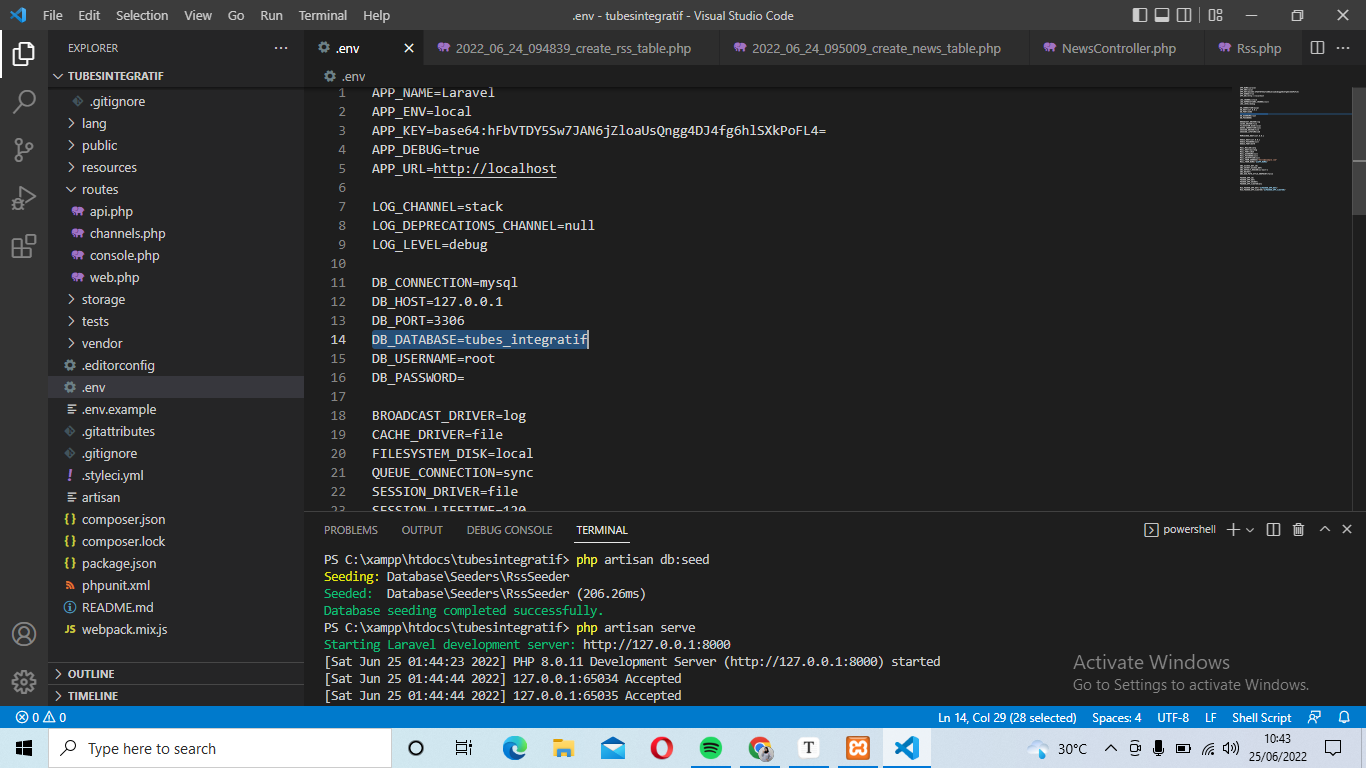 File Edit Selection View Go Run Terminal Help .env - tubesintegratif - Visual Studio Code
EXPLORER
TUBESINTEGRATIF
.gitignore
lang
public
resources
routes
api.php
channels.php
console.php
web.php
storage
tests
vendor
.editorconfig
.env
.env.example
.gitattributes
.gitignore
.styleci.yml
artisan
composer.json
composer.lock
package.json
phpunit.xml
README.md
webpack.mix.js
OUTLINE
TIMELINE
.env 2022_06_24_094839_create_rss_table.php 2022_06_24_095009_create_news_table.php NewsController.php Rss.php
.env
1 APP_NAME=Laravel
2 APP_ENV=local
3 APP_KEY=base64:hFbVTDY5Sw7JAN6jZloaUsQngg4DJ4fg6hlSXkPoFL4=
4 APP_DEBUG=true
5 APP_URL=http://localhost
6
7 LOG_CHANNEL=stack
8 LOG_DEPRECATIONS_CHANNEL=null
9 LOG_LEVEL=debug
10
11 DB_CONNECTION=mysql
12 DB_HOST=127.0.0.1
13 DB_PORT=3306
14 DB_DATABASE=tubes_integratif
15 DB_USERNAME=root
16 DB_PASSWORD=
17
18 BROADCAST_DRIVER=log
19 CACHE_DRIVER=file
20 FILESYSTEM_DISK=local
21 QUEUE_CONNECTION=sync
22 SESSION_DRIVER=file
23 SESSION_LIFETIME=120
PROBLEMS OUTPUT DEBUG CONSOLE TERMINAL powershell
PS C:\xampp\htdocs\tubesintegratif> php artisan db:seed
Seeding: Database\Seeders\RssSeeder
Seeded: Database\Seeders\RssSeeder (206.26ms)
Database seeding completed successfully.
PS C:\xampp\htdocs\tubesintegratif> php artisan serve
Starting Laravel development server: http://127.0.0.1:8000
[Sat Jun 25 01:44:23 2022] PHP 8.0.11 Development Server (http://127.0.0.1:8000) started
[Sat Jun 25 01:44:44 2022] 127.0.0.1:65034 Accepted
[Sat Jun 25 01:44:44 2022] 127.0.0.1:65035 Accepted
Activate Windows
Go to Settings to activate Windows.
0 0 Ln 14, Col 29 (28 selected) Spaces: 4 UTF-8 LF Shell Script
Type here to search
30°C
10:43
25/06/2022